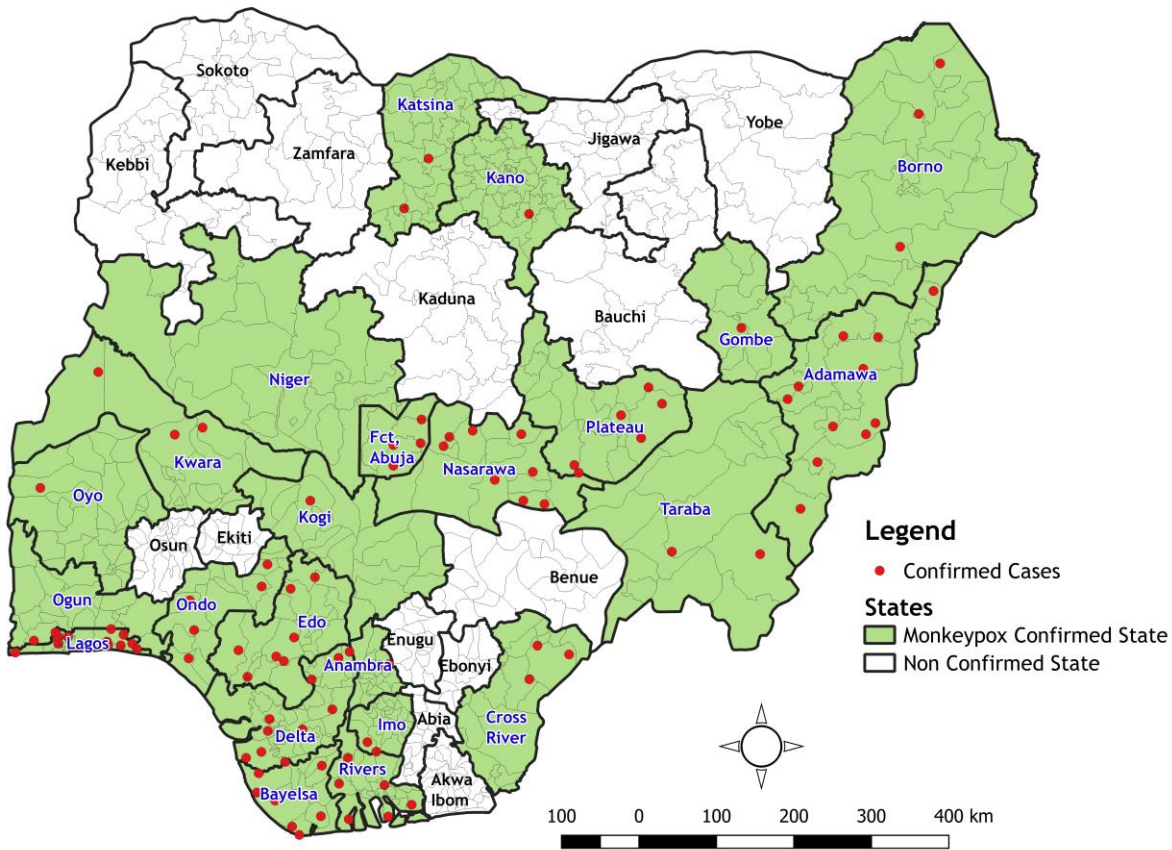 Sokoto
Katsina
Yobe
Jigawa
Zamfara
Kebbi
Borno
Kano
Kaduna
Bauchi
Gombe
Niger
Adamawa
Plateau
Fct,
Abuja
Kwara
Nasarawa
Oyo
Taraba
Kogi
Ekiti
Osun
Benue
Ogun
Ondo
Edo
Lagos
Enugu
Anambra
Ebonyi
Abia
Imo
Cross
River
Delta
Rivers
Akwa
Ibom
Bayelsa
Legend
Confirmed Cases
States
Monkeypox Confirmed State
Non Confirmed State
100 0 100 200 300 400 km